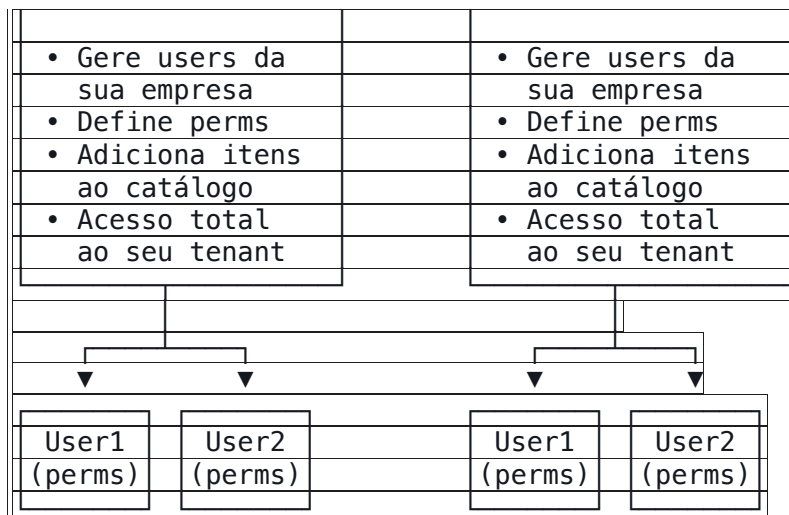 • Gere users da • Gere users da
sua empresa sua empresa
• Define perms • Define perms
• Adiciona itens • Adiciona itens
ao catálogo ao catálogo
• Acesso total • Acesso total
ao seu tenant ao seu tenant
User1 User2 User1 User2
(perms) (perms) (perms) (perms)